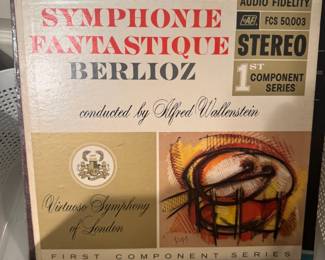 SYMPHONIE
FANTASTIQUE
BERLIOZ
AUDIO FIDELITY
FCS 50,003
STEREO
1ST
COMPONENT
SERIES
conducted by Alfred Wallenstein
Virtuoso Symphony
of London
FIRST COMPONENT SERIES